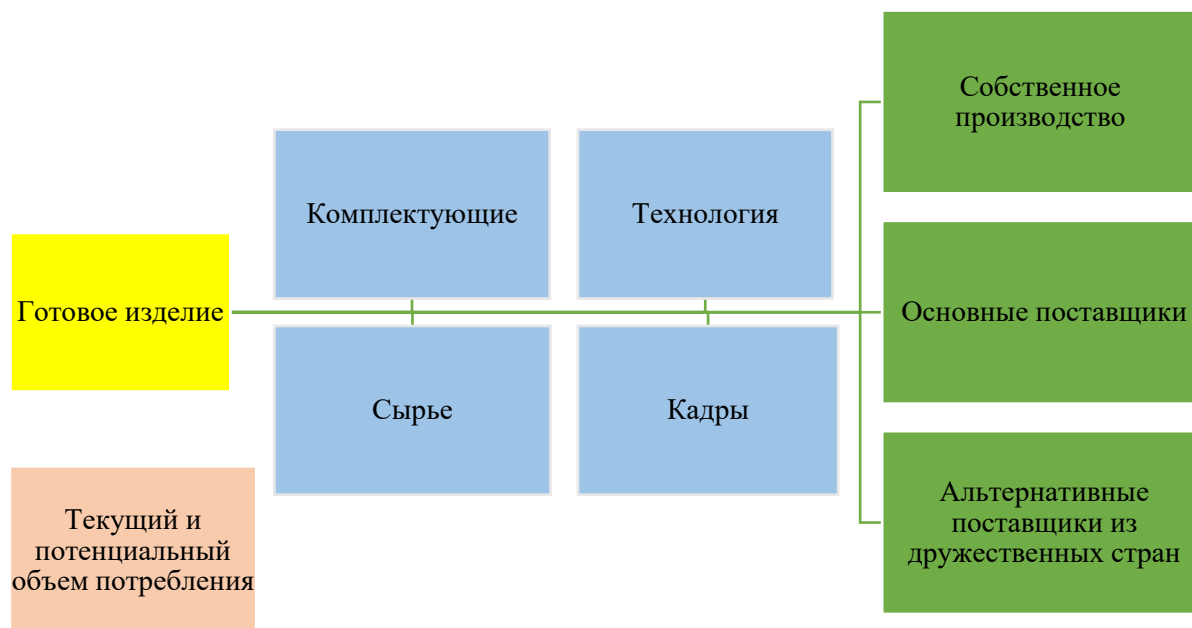 Собственное
производство
Комплектующие
Технология
Готовое изделие
Основные поставщики
Сырье
Кадры
Текущий и
потенциальный
объем потребления
Альтернативные
поставщики из
дружественных стран